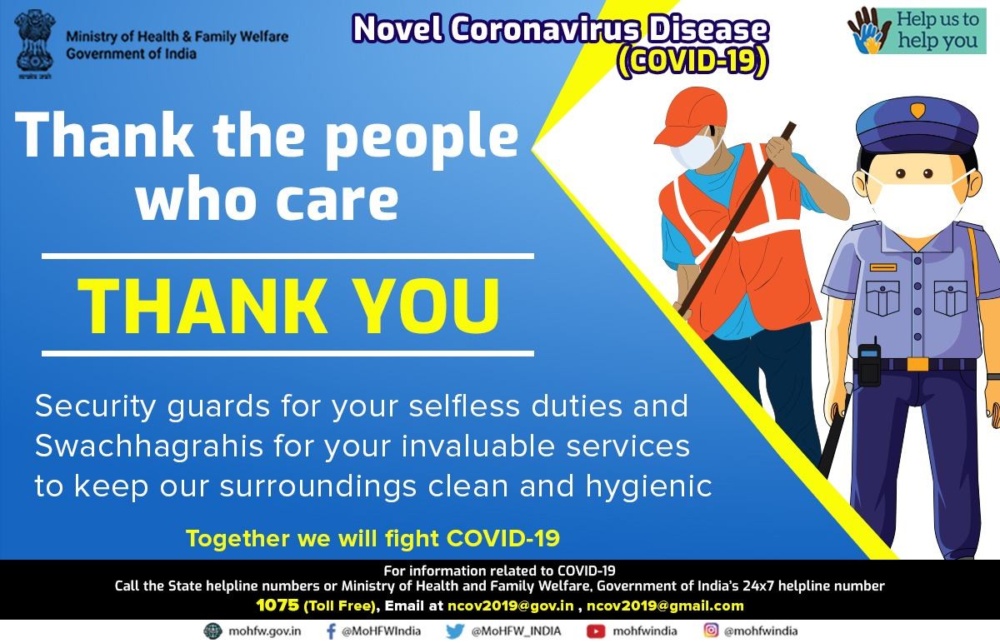 Ministry of Health & Family Welfare
Government of India
Novel Coronavirus Disease
(COVID-19)
Help us to
help you
Thank the people
who care
THANK YOU
Security guards for your selfless duties and
Swachhagrahis for your invaluable services
to keep our surroundings clean and hygienic
Together we will fight COVID-19
For information related to COVID-19
Call the State helpline numbers or Ministry of Health and Family Welfare, Government of India's 24x7 helpline number
1075 (Toll Free), Email at ncov2019@gov.in , ncov2019@gmail.com
mohfw.gov.in @MoHFWIndia @MoHFW_INDIA mohfwindia @mohfwindia